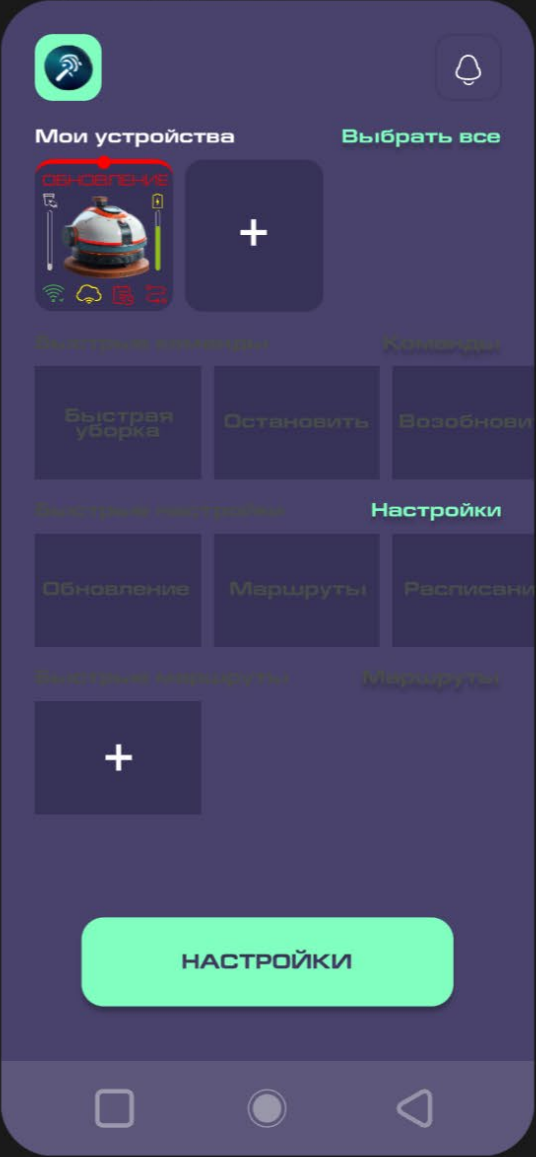 Мои устройства
Выбрать все
ОБНОВЛЕНИЕ
+
Быстрые команды
Команды
Быстрая
уборка
Остановить
Возобнови
Быстрые настройки
Настройки
Обновление
Маршруты
Расписани
Быстрые маршруты
Маршруты
+
НАСТРОЙКИ